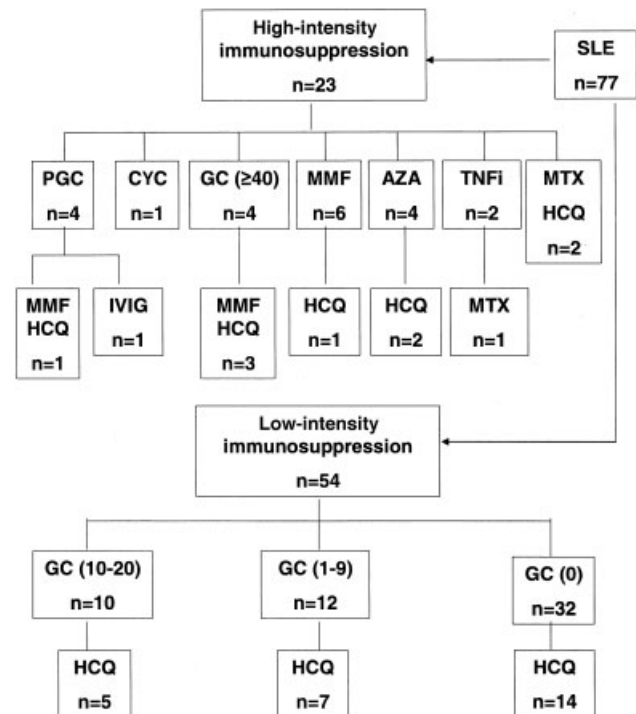 High-intensity
immunosuppression
n=23
SLE
n=77
PGC
n=4
CYC
n=1
GC (≥40)
n=4
MMF
n=6
AZA
n=4
TNFi
n=2
MTX
HCQ
n=2
MMF
HCQ
n=1
IVIG
n=1
MMF
HCQ
n=3
HCQ
n=1
HCQ
n=2
MTX
n=1
Low-intensity
immunosuppression
n=54
GC (10-20)
n=10
GC (1-9)
n=12
GC (0)
n=32
HCQ
n=5
HCQ
n=7
HCQ
n=14